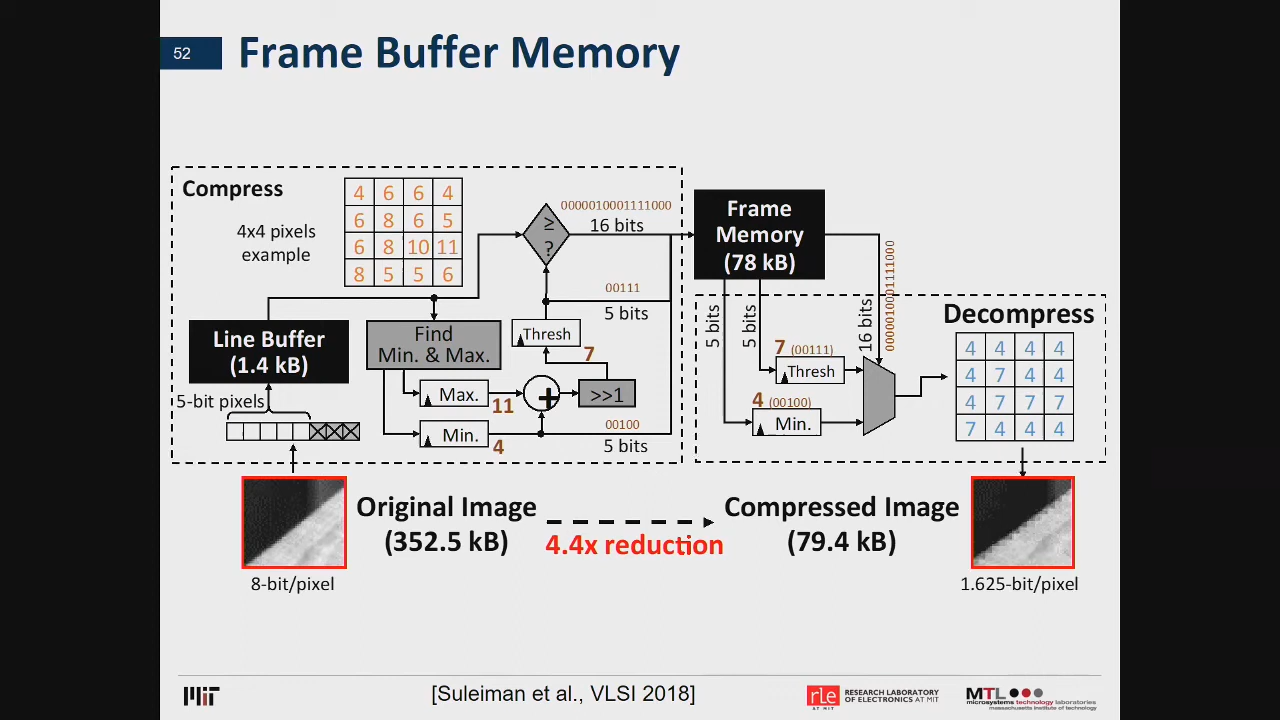 52
Frame Buffer Memory
Compress
4x4 pixels
example
4 6 6 4
6 8 6 5
6 8 10 11
8 5 5 6
≥
?
0000010001111000
16 bits
Frame
Memory
(78 kB)
Line Buffer
(1.4 kB)
5-bit pixels
Find
Min. & Max.
Thresh
00111
5 bits
7
Max.
11
+
>>1
Min.
4
00100
5 bits
5 bits
5 bits
16 bits
0000010001111000
Decompress
7 (00111)
Thresh
4 (00100)
Min.
4 4 4 4
4 7 4 4
4 7 7 7
7 4 4 4
Original Image
(352.5 kB)
8-bit/pixel
4.4x reduction
Compressed Image
(79.4 kB)
1.625-bit/pixel
MIT
[Suleiman et al., VLSI 2018]
rle
AT MIT
RESEARCH LABORATORY
OF ELECTRONICS AT MIT
MTL
microsystems technology laboratories
massachusetts institute of technology